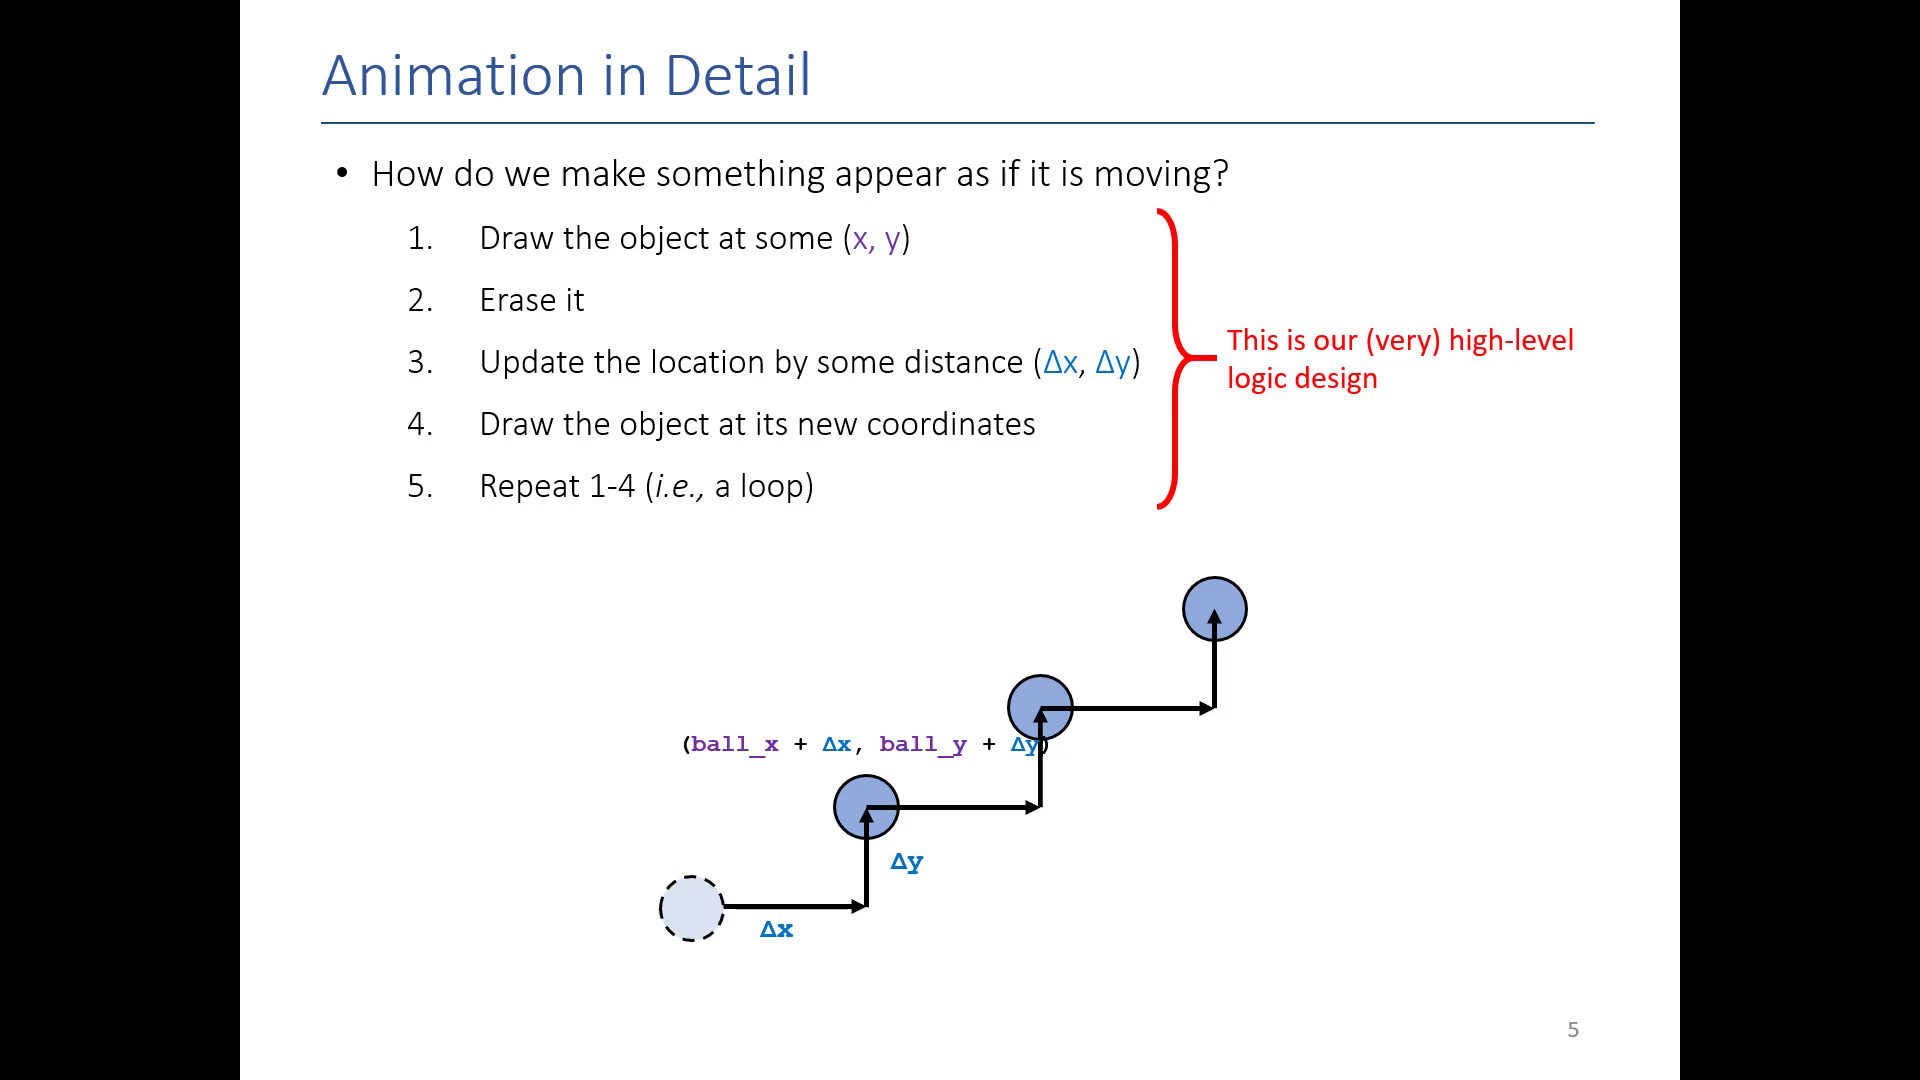 Animation in Detail
• How do we make something appear as if it is moving?
1. Draw the object at some (x, y)
2. Erase it
3. Update the location by some distance (Δx, Δy)
4. Draw the object at its new coordinates
5. Repeat 1-4 (i.e., a loop)
This is our (very) high-level
logic design
(ball_x + Δx, ball_y + Δy)
Δy
Δx
5